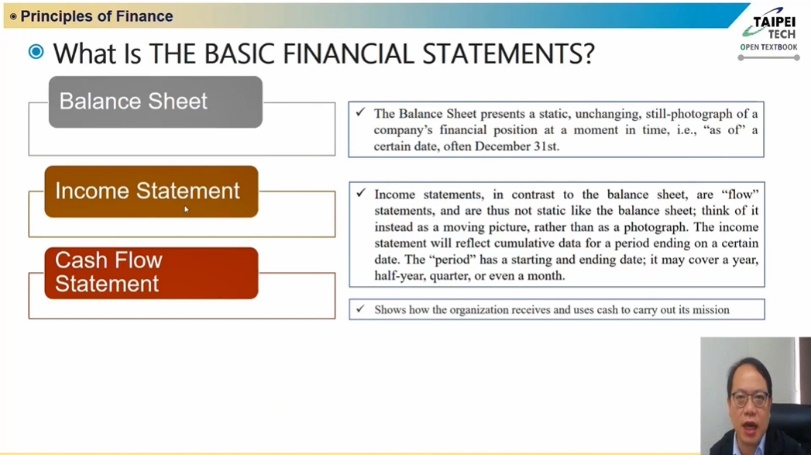 Principles of Finance
TAIPEI
TECH
OPEN TEXTBOOK
What Is THE BASIC FINANCIAL STATEMENTS?
Balance Sheet
✓ The Balance Sheet presents a static, unchanging, still-photograph of a
company's financial position at a moment in time, i.e., "as of" a
certain date, often December 31st.
Income Statement
✓ Income statements, in contrast to the balance sheet, are "flow"
statements, and are thus not static like the balance sheet; think of it
instead as a moving picture, rather than as a photograph. The income
statement will reflect cumulative data for a period ending on a certain
date. The "period" has a starting and ending date; it may cover a year,
half-year, quarter, or even a month.
Cash Flow
Statement
✓ Shows how the organization receives and uses cash to carry out its mission